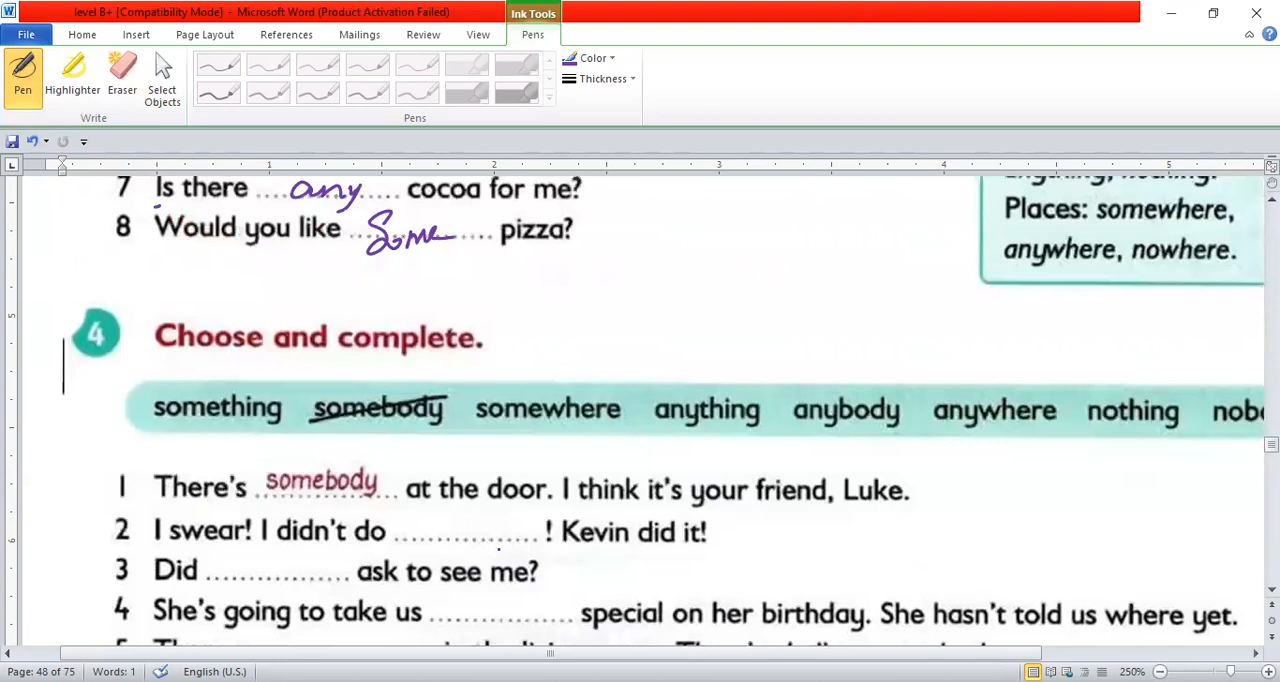 level B+ [Compatibility Mode] - Microsoft Word (Product Activation Failed)
Ink Tools
File Home Insert Page Layout References Mailings Review View Pens
Pen Highlighter Eraser Select Objects
Color
Thickness
Write Pens
1 2 3 4 5
7 Is there ....any.... cocoa for me?
8 Would you like ...Some... pizza?
Places: somewhere,
anywhere, nowhere.
4 Choose and complete.
something somebody somewhere anything anybody anywhere nothing
1 There's ..somebody.. at the door. I think it's your friend, Luke.
2 I swear! I didn't do .................. ! Kevin did it!
3 Did .................. ask to see me?
4 She's going to take us .................. special on her birthday. She hasn't told us where yet.
Page: 48 of 75 Words: 1 English (U.S.) 250%